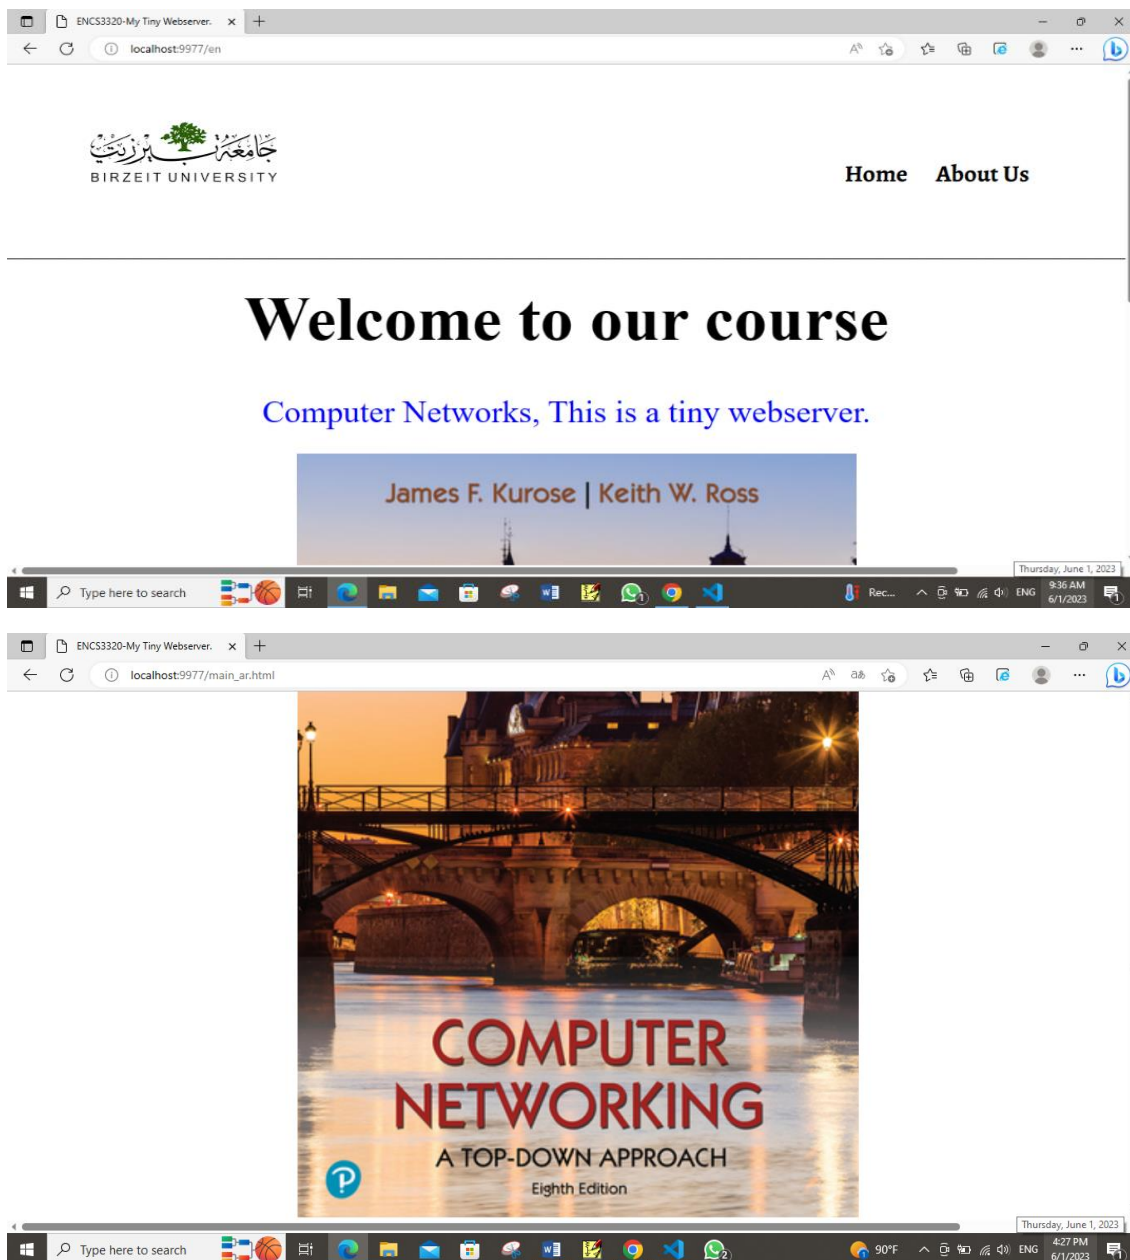 ENCS3320-My Tiny Webserver.
localhost:9977/en
جامعة بيرزيت
BIRZEIT UNIVERSITY
Home About Us
Welcome to our course
Computer Networks, This is a tiny webserver.
James F. Kurose | Keith W. Ross
Thursday, June 1, 2023
Type here to search
Rec...
ENG
9:36 AM
6/1/2023
ENCS3320-My Tiny Webserver.
localhost:9977/main_ar.html
COMPUTER
NETWORKING
A TOP-DOWN APPROACH
Eighth Edition
Thursday, June 1, 2023
Type here to search
90°F
ENG
4:27 PM
6/1/2023